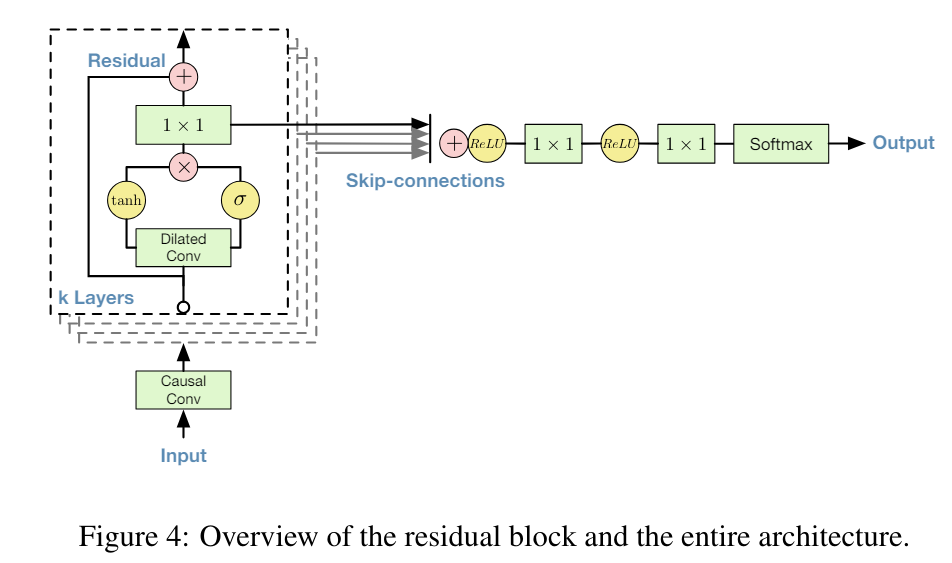 Residual
+
1 × 1
×
tanh
σ
Dilated
Conv
k Layers
Causal
Conv
Input
Skip-connections
+
ReLU
1 × 1
ReLU
1 × 1
Softmax
Output
Figure 4: Overview of the residual block and the entire architecture.